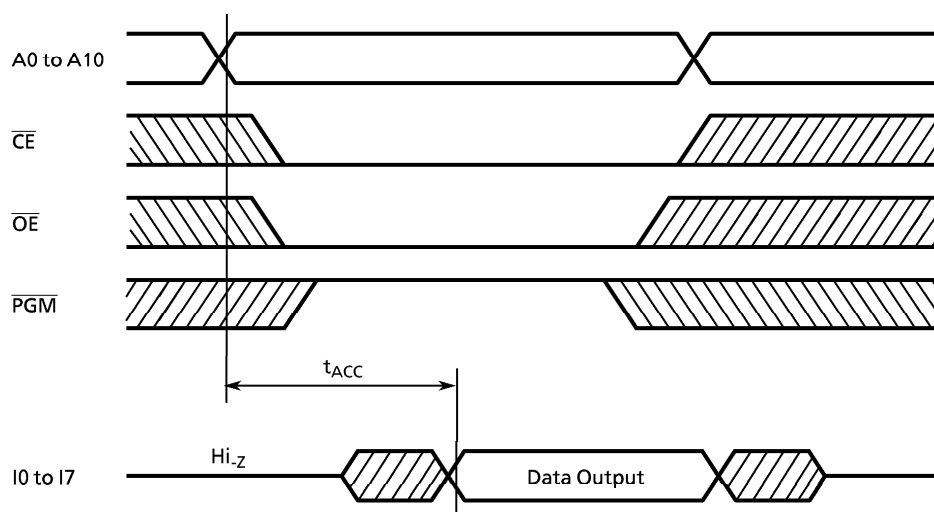 A0 to A10
CE
OE
PGM
tACC
Hi-Z
I0 to I7
Data Output